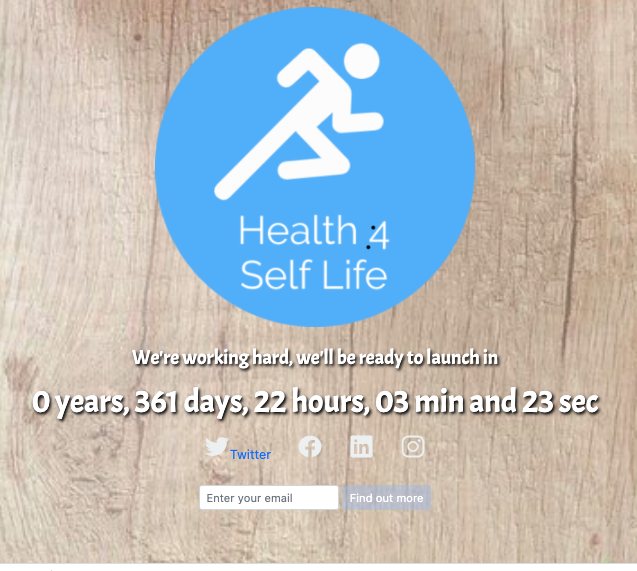 Health 4
Self Life
We're working hard, we'll be ready to launch in
0 years, 361 days, 22 hours, 03 min and 23 sec
Twitter
Enter your email
Find out more